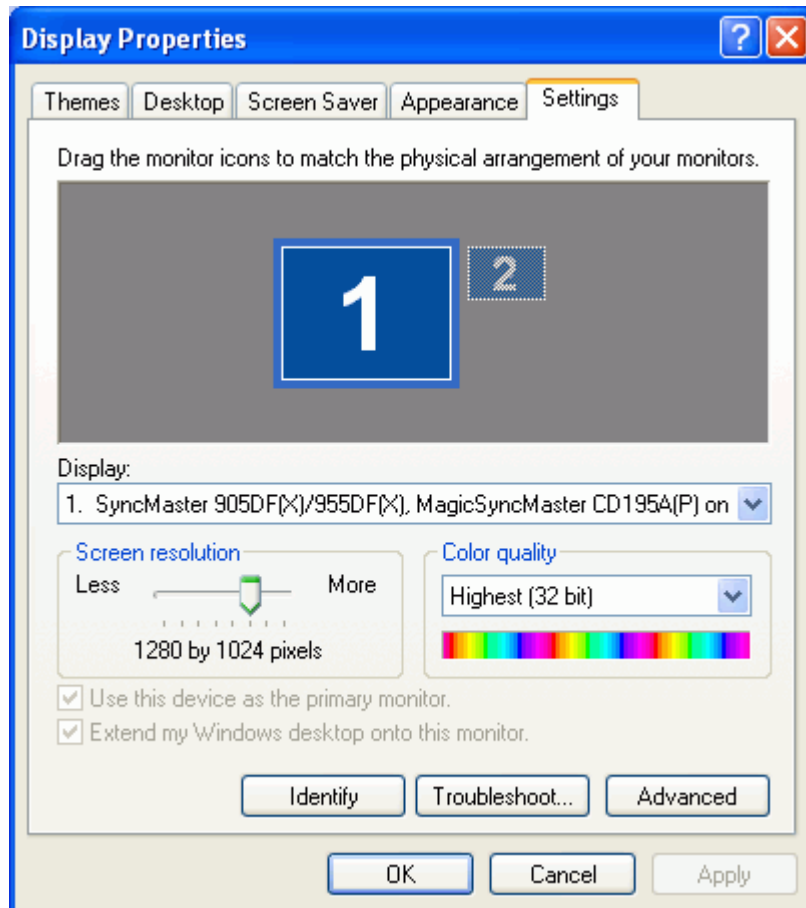 Display Properties
?
Themes Desktop Screen Saver Appearance Settings
Drag the monitor icons to match the physical arrangement of your monitors.
1
2
Display:
1. SyncMaster 905DF(X)/955DF(X), MagicSyncMaster CD195A(P) on
Screen resolution
Less More
1280 by 1024 pixels
Color quality
Highest (32 bit)
Use this device as the primary monitor.
Extend my Windows desktop onto this monitor.
Identify Troubleshoot... Advanced
OK Cancel Apply